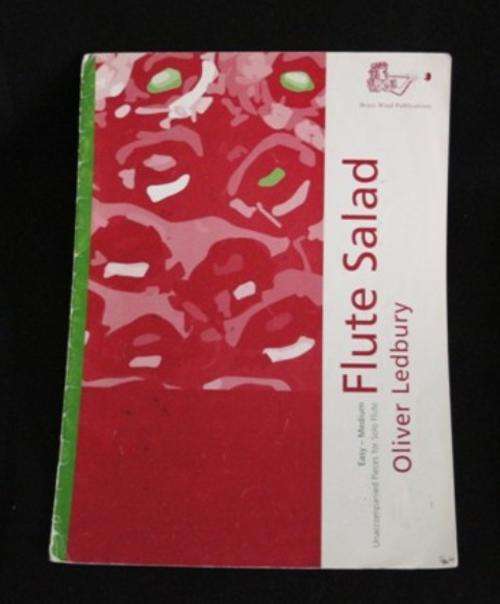 Brass Wind Publications
Flute Salad
Easy – Medium
Unaccompanied Pieces for Solo Flute
Oliver Ledbury